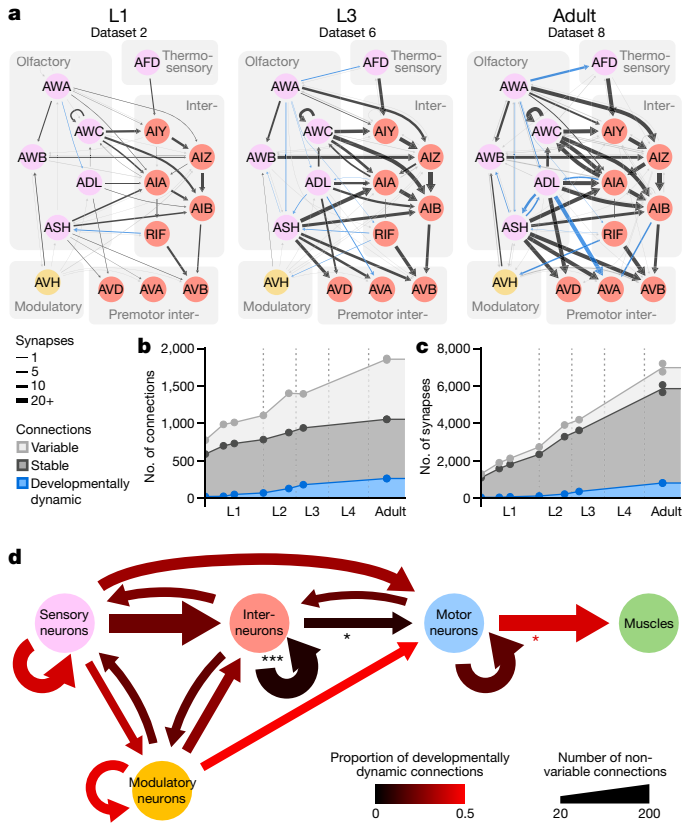 a
L1
Dataset 2
L3
Dataset 6
Adult
Dataset 8
Olfactory
Thermo-
sensory
Inter-
AFD
AWA
AWC
AIY
AWB
AIZ
ADL
AIA
AIB
ASH
RIF
AVH
AVD
AVA
AVB
Modulatory
Premotor inter-
Olfactory
Thermo-
sensory
Inter-
AFD
AWA
AWC
AIY
AWB
AIZ
ADL
AIA
AIB
ASH
RIF
AVH
AVD
AVA
AVB
Modulatory
Premotor inter-
Olfactory
Thermo-
sensory
Inter-
AFD
AWA
AWC
AIY
AWB
AIZ
ADL
AIA
AIB
ASH
RIF
AVH
AVD
AVA
AVB
Modulatory
Premotor inter-
Synapses
1
5
10
20+
Connections
Variable
Stable
Developmentally
dynamic
b
No. of connections
2,000
1,500
1,000
500
0
L1
L2
L3
L4
Adult
c
No. of synapses
8,000
6,000
4,000
2,000
0
L1
L2
L3
L4
Adult
d
Sensory
neurons
Inter-
neurons
Motor
neurons
Muscles
***
*
*
Modulatory
neurons
Proportion of developmentally
dynamic connections
0
0.5
Number of non-
variable connections
20
200